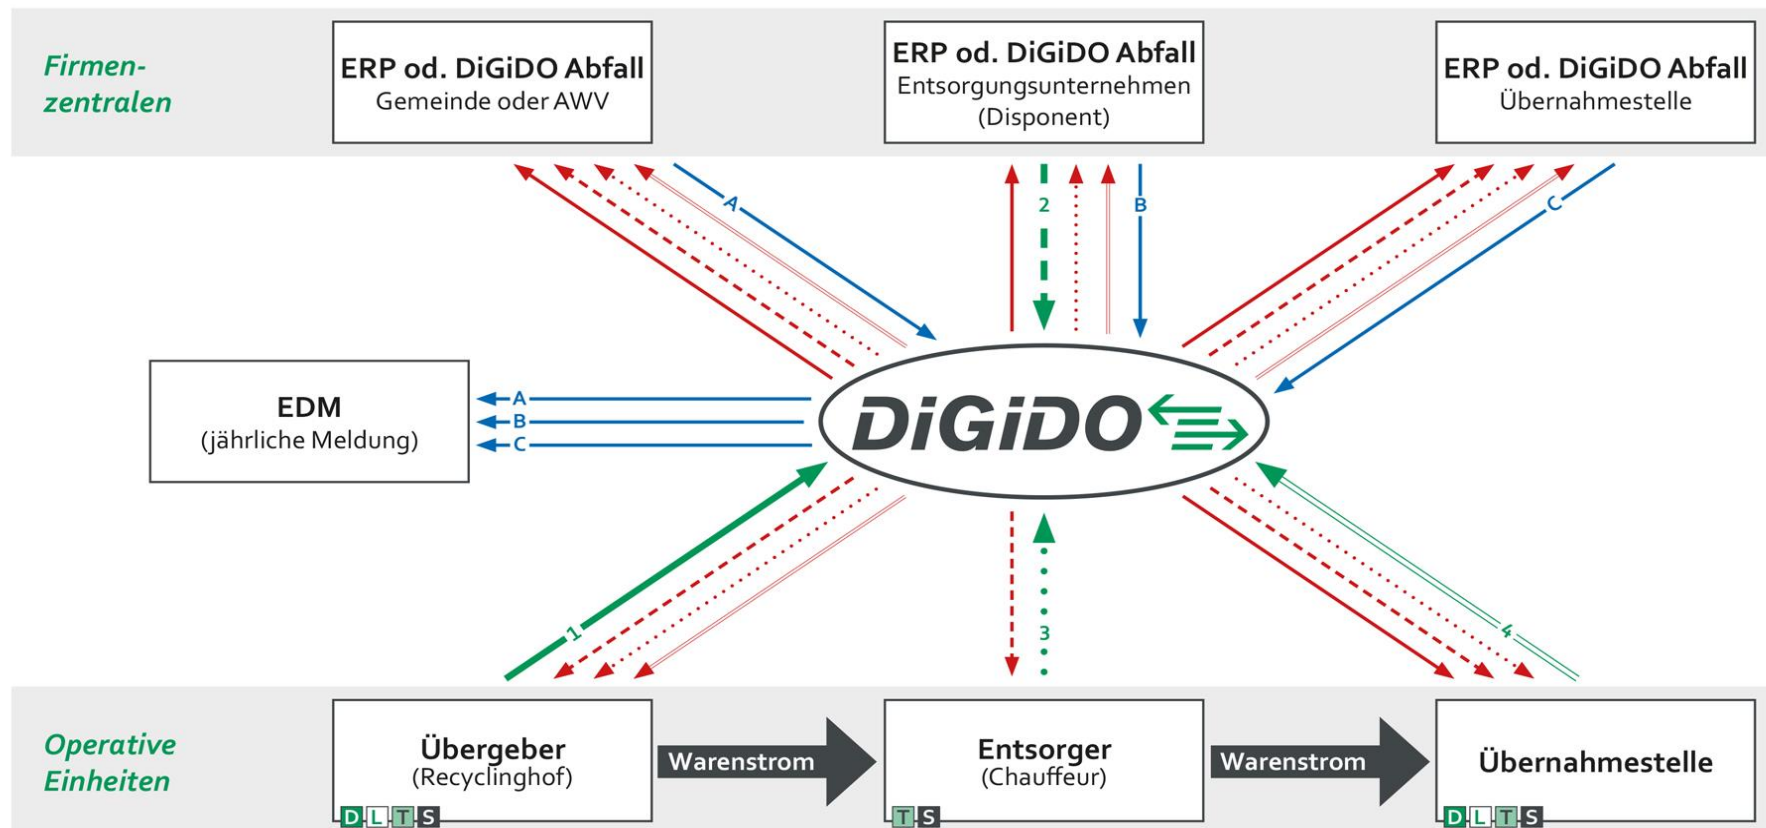 Firmen-
zentralen
ERP od. DiGiDO Abfall
Gemeinde oder AWV
ERP od. DiGiDO Abfall
Entsorgungsunternehmen
(Disponent)
ERP od. DiGiDO Abfall
Übernahmestelle
A
2
B
C
EDM
(jährliche Meldung)
A
B
C
DiGiDO
1
3
4
Operative
Einheiten
Übergeber
(Recyclinghof)
D L T S
Warenstrom
Entsorger
(Chauffeur)
T S
Warenstrom
Übernahmestelle
D L T S